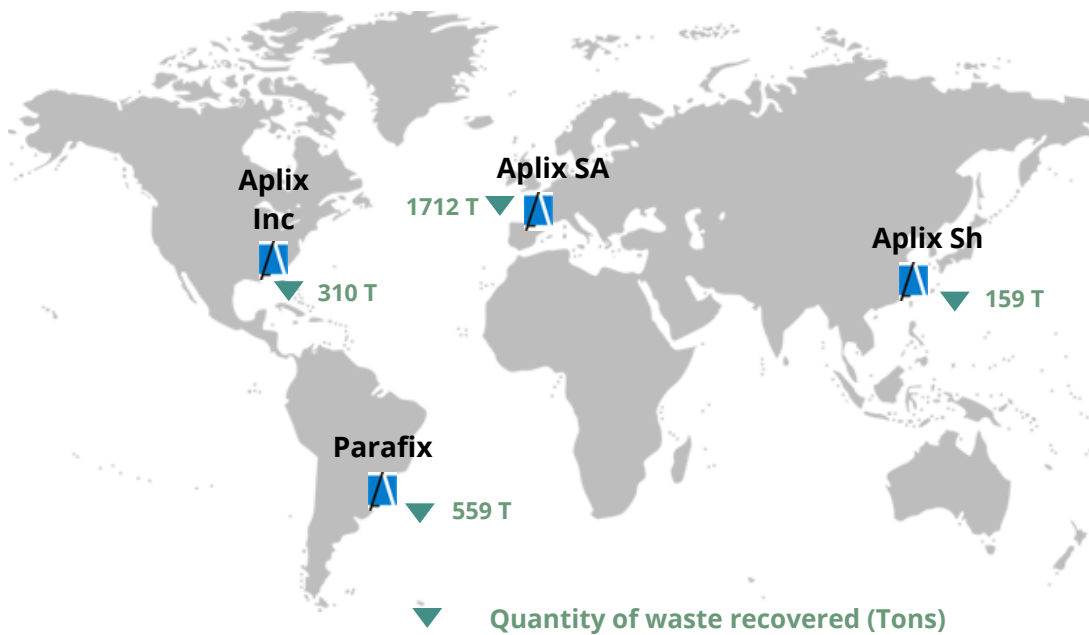 Aplix SA
Aplix
Inc
1712 T
Aplix Sh
310 T
159 T
Parafix
559 T
Quantity of waste recovered (Tons)